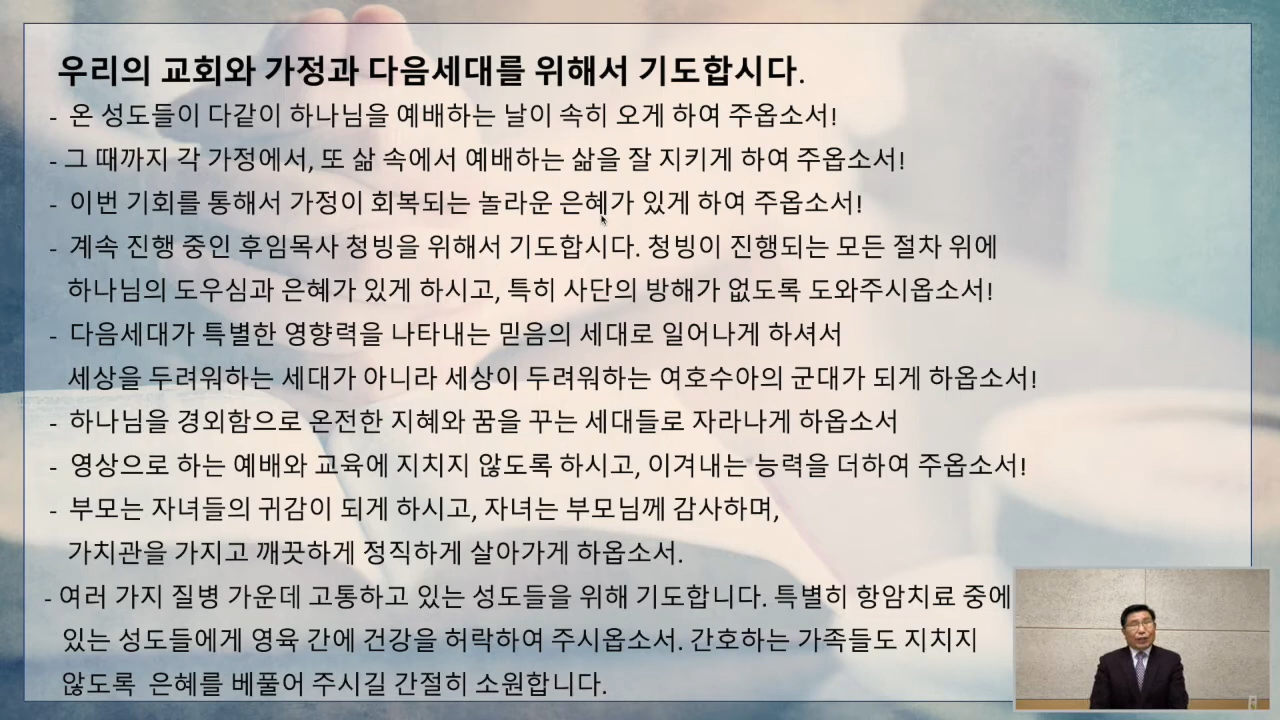 우리의 교회와 가정과 다음세대를 위해서 기도합시다.
- 온 성도들이 다같이 하나님을 예배하는 날이 속히 오게 하여 주옵소서!
- 그 때까지 각 가정에서, 또 삶 속에서 예배하는 삶을 잘 지키게 하여 주옵소서!
- 이번 기회를 통해서 가정이 회복되는 놀라운 은혜가 있게 하여 주옵소서!
- 계속 진행 중인 후임목사 청빙을 위해서 기도합시다. 청빙이 진행되는 모든 절차 위에
하나님의 도우심과 은혜가 있게 하시고, 특히 사단의 방해가 없도록 도와주시옵소서!
- 다음세대가 특별한 영향력을 나타내는 믿음의 세대로 일어나게 하셔서
세상을 두려워하는 세대가 아니라 세상이 두려워하는 여호수아의 군대가 되게 하옵소서!
- 하나님을 경외함으로 온전한 지혜와 꿈을 꾸는 세대들로 자라나게 하옵소서
- 영상으로 하는 예배와 교육에 지치지 않도록 하시고, 이겨내는 능력을 더하여 주옵소서!
- 부모는 자녀들의 귀감이 되게 하시고, 자녀는 부모님께 감사하며,
가치관을 가지고 깨끗하게 정직하게 살아가게 하옵소서.
- 여러 가지 질병 가운데 고통하고 있는 성도들을 위해 기도합니다. 특별히 항암치료 중에
있는 성도들에게 영육 간에 건강을 허락하여 주시옵소서. 간호하는 가족들도 지치지
않도록 은혜를 베풀어 주시길 간절히 소원합니다.